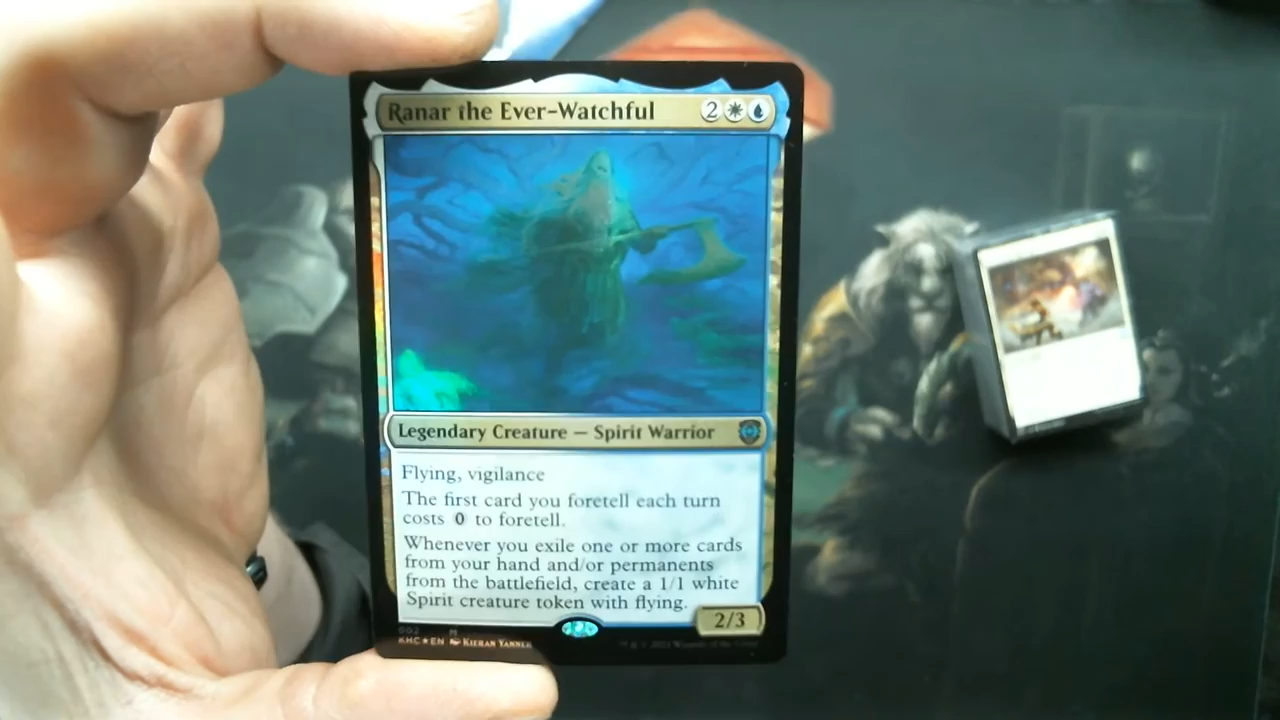 Ranar the Ever-Watchful 2
Legendary Creature — Spirit Warrior
Flying, vigilance
The first card you foretell each turn
costs 0 to foretell.
Whenever you exile one or more cards
from your hand and/or permanents
from the battlefield, create a 1/1 white
Spirit creature token with flying.
2/3
M
KHC★EN KIERAN YANNER